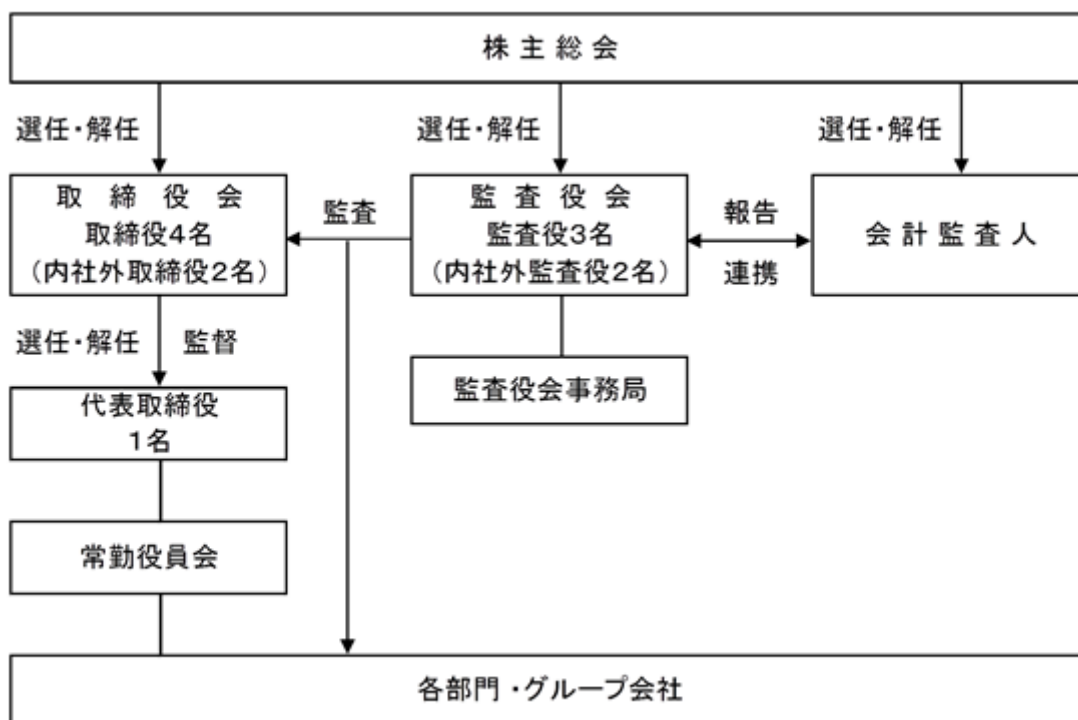 株主総会
選任・解任
選任・解任
選任・解任
取締役会
取締役4名
（内社外取締役2名）
監査
監査役会
監査役3名
（内社外監査役2名）
報告
連携
会計監査人
選任・解任
監督
監査役会事務局
代表取締役
1名
常勤役員会
各部門・グループ会社